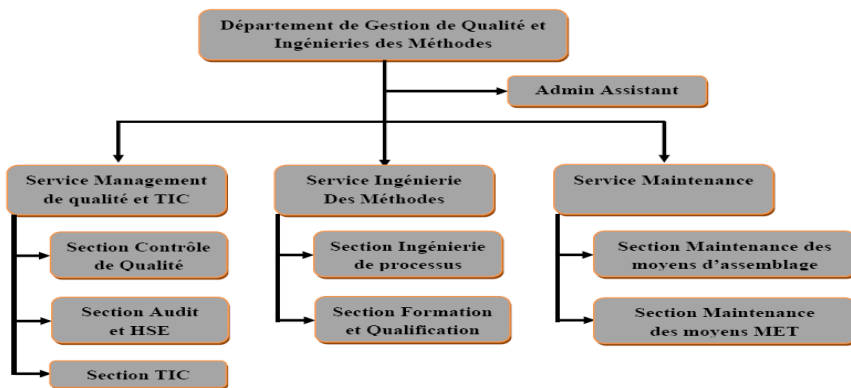 Département de Gestion de Qualité et
Ingénieries des Méthodes
Admin Assistant
Service Management
de qualité et TIC
Section Contrôle
de Qualité
Section Audit
et HSE
Section TIC
Service Ingénierie
Des Méthodes
Section Ingénierie
de processus
Section Formation
et Qualification
Service Maintenance
Section Maintenance des
moyens d'assemblage
Section Maintenance
des moyens MET